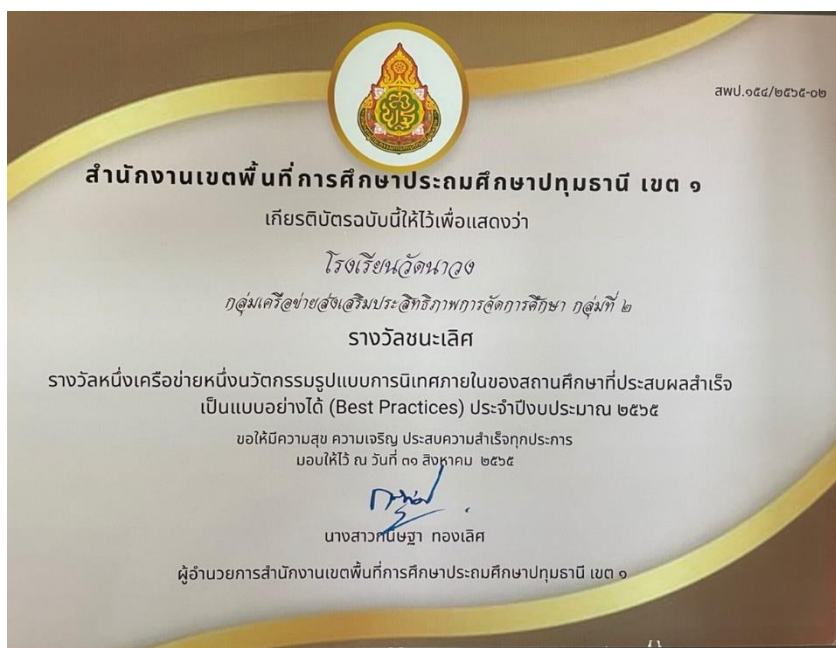 สพป.๑๕๔/๒๕๖๕-๐๒
สำนักงานเขตพื้นที่การศึกษาประถมศึกษาปทุมธานี เขต ๑
เกียรติบัตรฉบับนี้ให้ไว้เพื่อแสดงว่า
โรงเรียนวัดนาวง
กลุ่มเครือข่ายส่งเสริมประสิทธิภาพการจัดการศึกษา กลุ่มที่ ๒
รางวัลชนะเลิศ
รางวัลหนึ่งเครือข่ายหนึ่งนวัตกรรมรูปแบบการนิเทศภายในของสถานศึกษาที่ประสบผลสำเร็จ
เป็นแบบอย่างได้ (Best Practices) ประจำปีงบประมาณ ๒๕๖๕
ขอให้มีความสุข ความเจริญ ประสบความสำเร็จทุกประการ
มอบให้ไว้ ณ วันที่ ๓๑ สิงหาคม ๒๕๖๕
นางสาวกนิษฐา ทองเลิศ
ผู้อำนวยการสำนักงานเขตพื้นที่การศึกษาประถมศึกษาปทุมธานี เขต ๑